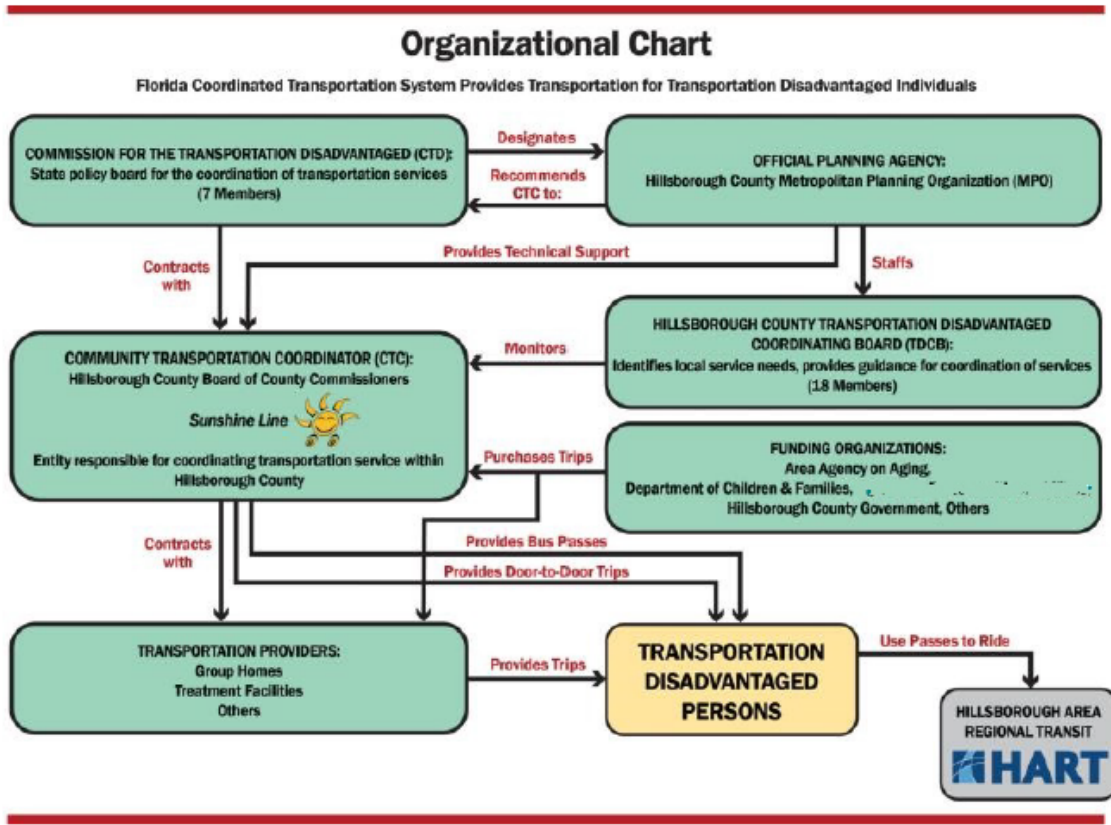 Organizational Chart
Florida Coordinated Transportation System Provides Transportation for Transportation Disadvantaged Individuals
COMMISSION FOR THE TRANSPORTATION DISADVANTAGED (CTD):
State policy board for the coordination of transportation services
(7 Members)
Designates
Recommends
CTC to:
OFFICIAL PLANNING AGENCY:
Hillsborough County Metropolitan Planning Organization (MPO)
Contracts
with
Provides Technical Support
Staffs
COMMUNITY TRANSPORTATION COORDINATOR (CTC):
Hillsborough County Board of County Commissioners
Sunshine Line
Entity responsible for coordinating transportation service within
Hillsborough County
Monitors
HILLSBOROUGH COUNTY TRANSPORTATION DISADVANTAGED
COORDINATING BOARD (TDCB):
Identifies local service needs, provides guidance for coordination of services
(18 Members)
Purchases Trips
FUNDING ORGANIZATIONS:
Area Agency on Aging,
Department of Children & Families,
Hillsborough County Government, Others
Contracts
with
Provides Bus Passes
Provides Door-to-Door Trips
TRANSPORTATION PROVIDERS:
Group Homes
Treatment Facilities
Others
Provides Trips
TRANSPORTATION
DISADVANTAGED
PERSONS
Use Passes to Ride
HILLSBOROUGH AREA
REGIONAL TRANSIT
HART